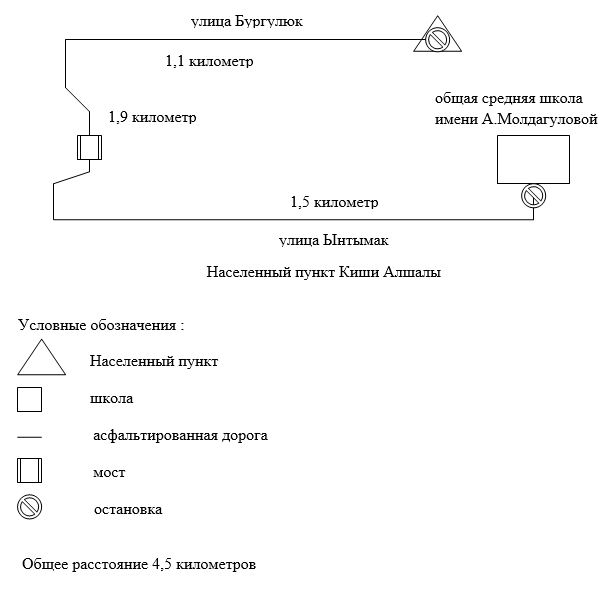 улица Бургулюк
1,1 километр
общая средняя школа
имени А.Молдагуловой
1,9 километр
1,5 километр
улица Ынтымак
Населенный пункт Киши Алшалы
Условные обозначения :
Населенный пункт
школа
асфальтированная дорога
мост
остановка
Общее расстояние 4,5 километров